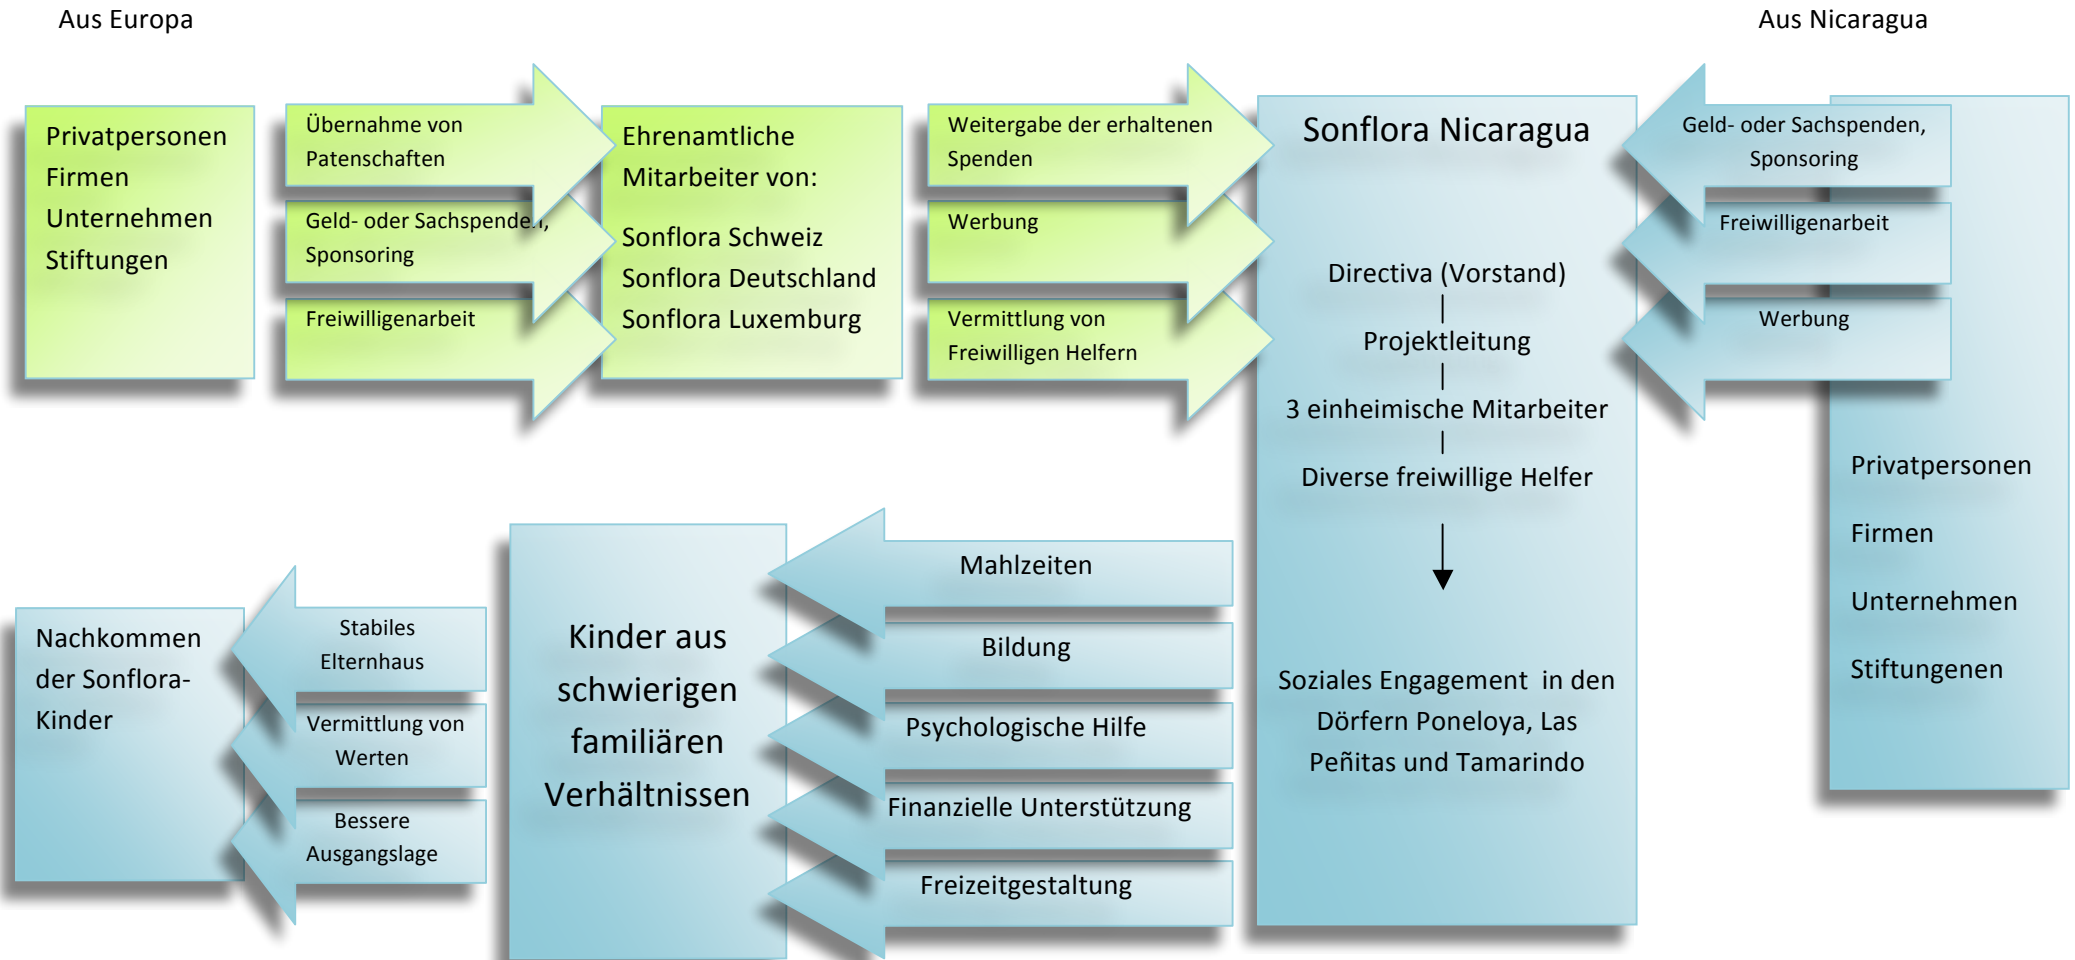 Aus Europa
Aus Nicaragua
Privatpersonen
Firmen
Unternehmen
Stiftungen
Übernahme von
Patenschaften
Geld- oder Sachspenden,
Sponsoring
Freiwilligenarbeit
Ehrenamtliche
Mitarbeiter von:
Sonflora Schweiz
Sonflora Deutschland
Sonflora Luxemburg
Weitergabe der erhaltenen
Spenden
Werbung
Vermittlung von
Freiwilligen Helfern
Sonflora Nicaragua
Directiva (Vorstand)
Projektleitung
3 einheimische Mitarbeiter
Diverse freiwillige Helfer
Soziales Engagement in den
Dörfern Poneloya, Las
Peñitas und Tamarindo
Geld- oder Sachspenden,
Sponsoring
Freiwilligenarbeit
Werbung
Privatpersonen
Firmen
Unternehmen
Stiftungenen
Mahlzeiten
Bildung
Psychologische Hilfe
Finanzielle Unterstützung
Freizeitgestaltung
Kinder aus
schwierigen
familiären
Verhältnissen
Stabiles
Elternhaus
Vermittlung von
Werten
Bessere
Ausgangslage
Nachkommen
der Sonflora-
Kinder